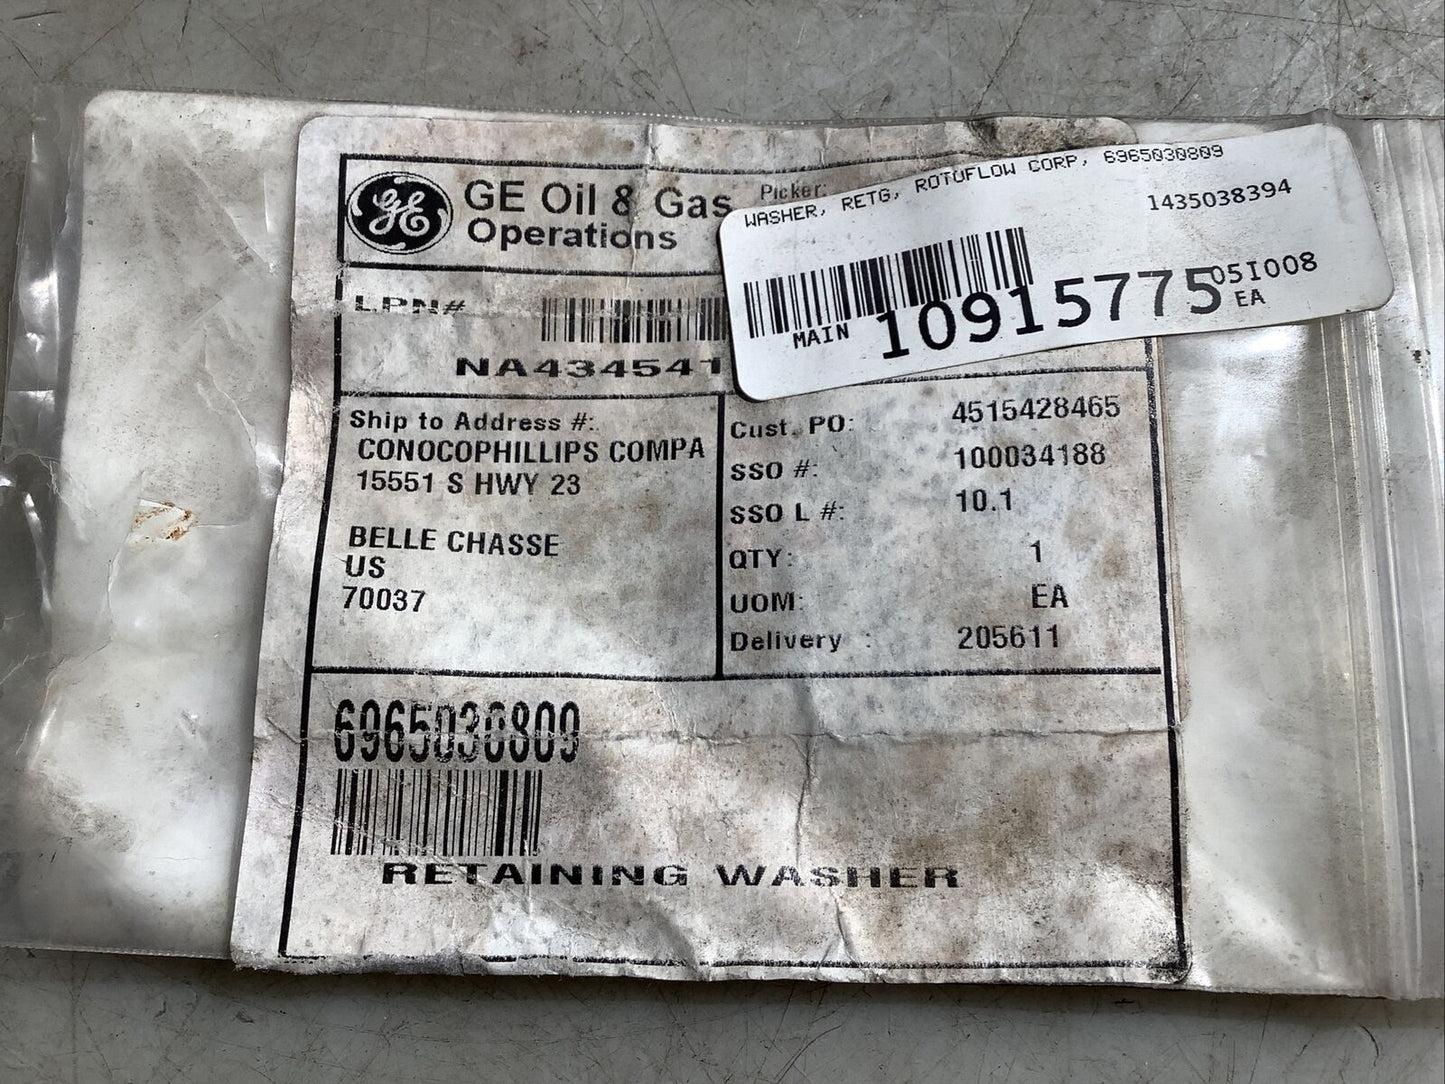 GE Oil & Gas
Operations
Picker:
WASHER, RETG, ROTOFLOW CORP, 6965030809
1435038394
MAIN 10915775 05I008
EA
LPN#
NA434541
Ship to Address #:
CONOCOPHILLIPS COMPA
15551 S HWY 23
BELLE CHASSE
US
70037
Cust. PO: 4515428465
SSO #: 100034188
SSO L #: 10.1
QTY: 1
UOM: EA
Delivery : 205611
6965030809
RETAINING WASHER